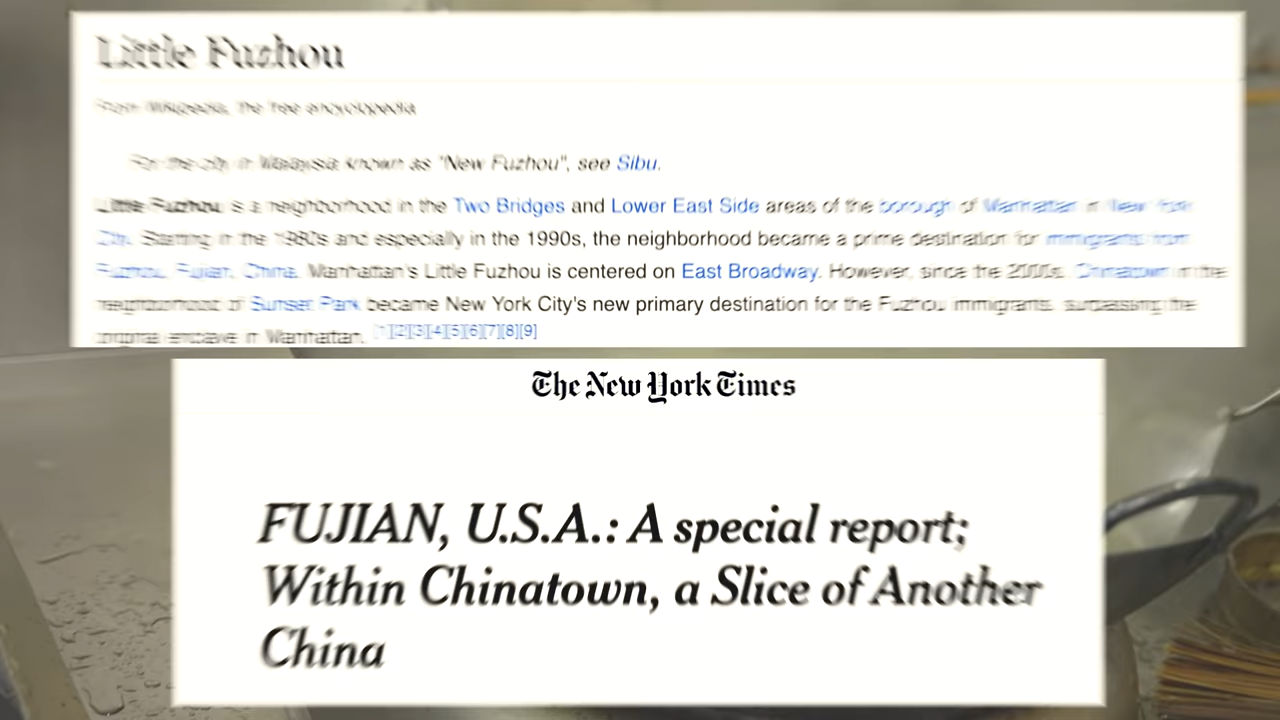 Little Fuzhou
From Wikipedia, the free encyclopedia
For the city in Malaysia known as "New Fuzhou", see Sibu.
Little Fuzhou is a neighborhood in the Two Bridges and Lower East Side areas of the borough of Manhattan in New York
City. Starting in the 1980s and especially in the 1990s, the neighborhood became a prime destination for immigrants from
Fuzhou, Fujian, China. Manhattan's Little Fuzhou is centered on East Broadway. However, since the 2000s, Chinatown in the
neighborhood of Sunset Park became New York City's new primary destination for the Fuzhou immigrants, surpassing the
original enclave in Manhattan. [1][2][3][4][5][6][7][8][9]
The New York Times
FUJIAN, U.S.A.: A special report;
Within Chinatown, a Slice of Another
China